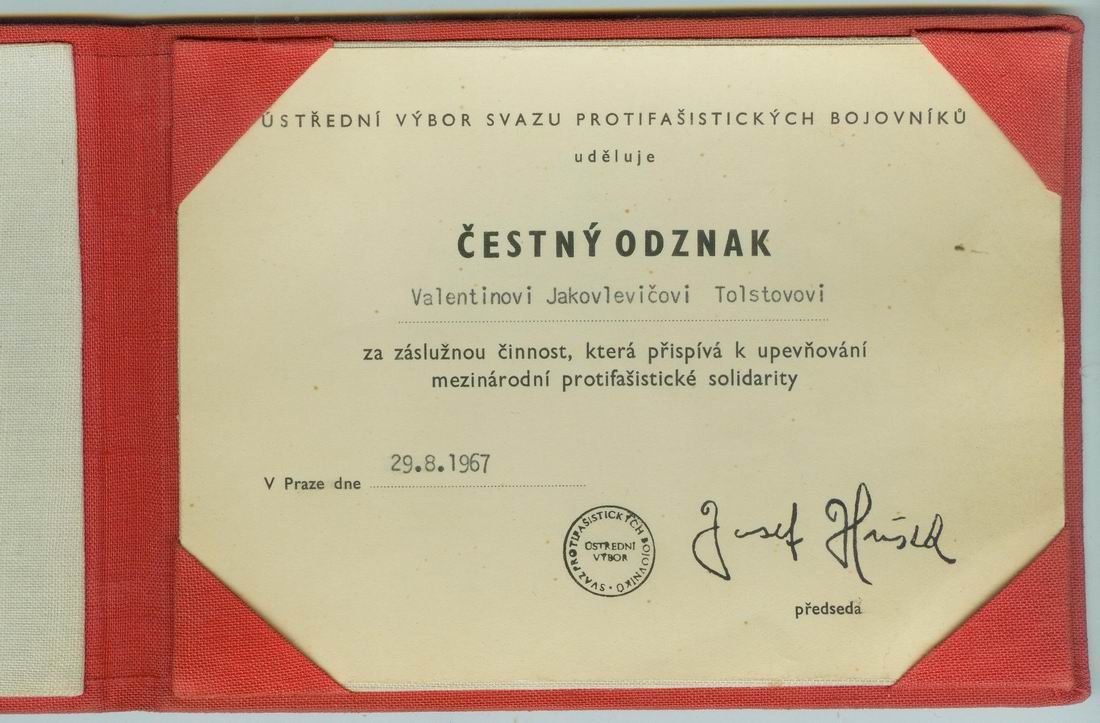 ÚSTŘEDNÍ VÝBOR SVAZU PROTIFAŠISTICKÝCH BOJOVNÍKŮ
uděluje
ČESTNÝ ODZNAK
Valentinovi Jakovlevičovi Tolstovovi
za záslužnou činnost, která přispívá k upevňování
mezinárodní protifašistické solidarity
29.8.1967
V Praze dne
SVAZ PROTIFAŠISTICKÝCH BOJOVNÍKŮ
ÚSTŘEDNÍ
VÝBOR
Josef
předseda